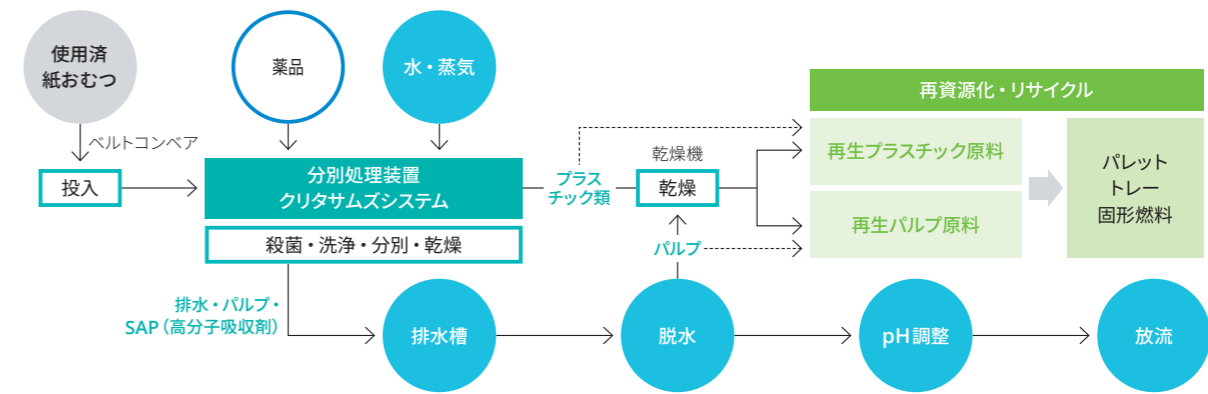 使用済
紙おむつ
薬品
水・蒸気
ベルトコンベア
投入
分別処理装置
クリタサムズシステム
殺菌・洗浄・分別・乾燥
プラス
チック類
乾燥機
乾燥
パルプ
再資源化・リサイクル
再生プラスチック原料
再生パルプ原料
パレット
トレー
固形燃料
排水・パルプ・
SAP（高分子吸収剤）
排水槽
脱水
pH調整
放流